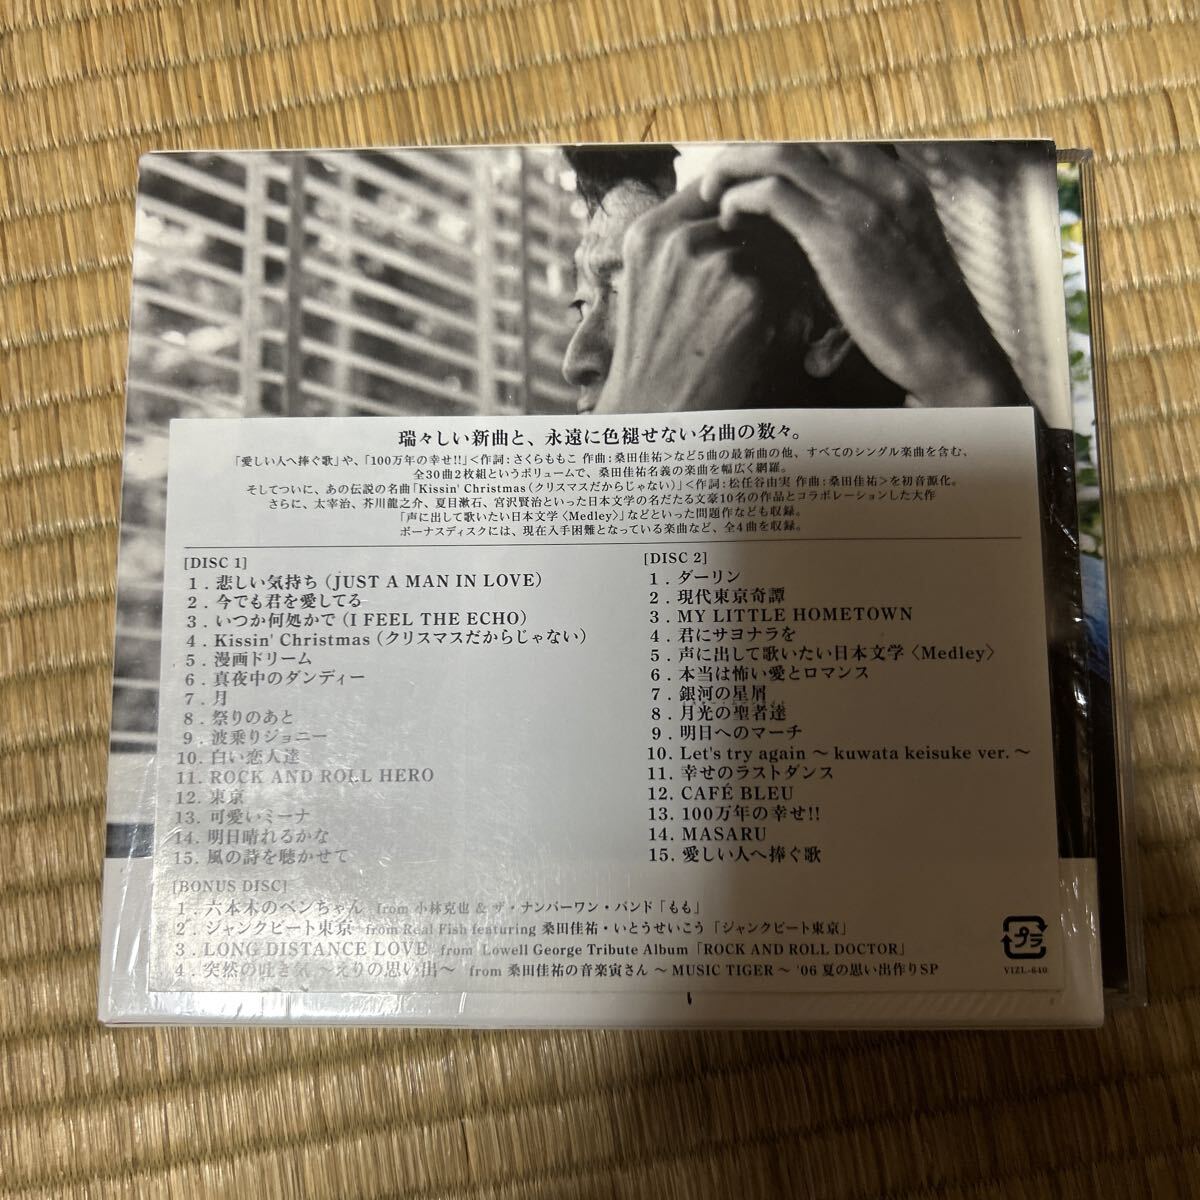 瑞々しい新曲と、永遠に色褪せない名曲の数々。
「愛しい人へ捧ぐ歌」や、「100万年の幸せ!!」<作詞:さくらももこ 作曲:桑田佳祐>など5曲の最新曲の他、すべてのシングル楽曲を含む、
全30曲2枚組というボリュームで、桑田佳祐名義の楽曲を幅広く網羅。
そしてついに、あの伝説の名曲「Kissin' Christmas(クリスマスだからじゃない)」<作詞:松任谷由実 作曲:桑田佳祐>を初音源化。
さらに、太宰治、芥川龍之介、夏目漱石、宮沢賢治といった日本文学の名だたる文豪10名の作品とコラボレーションした大作
「声に出して歌いたい日本文学〈Medley〉」などといった問題作なども収録。
ボーナスディスクには、現在入手困難となっている楽曲など、全4曲を収録。
[DISC 1]
1. 悲しい気持ち(JUST A MAN IN LOVE)
2. 今でも君を愛してる
3. いつか何処かで(I FEEL THE ECHO)
4. Kissin' Christmas(クリスマスだからじゃない)
5. 漫画ドリーム
6. 真夜中のダンディー
7. 月
8. 祭りのあと
9. 波乗りジョニー
10. 白い恋人達
11. ROCK AND ROLL HERO
12. 東京
13. 可愛いミーナ
14. 明日晴れるかな
15. 風の詩を聴かせて
[DISC 2]
1. ダーリン
2. 現代東京奇譚
3. MY LITTLE HOMETOWN
4. 君にサヨナラを
5. 声に出して歌いたい日本文学〈Medley〉
6. 本当は怖い愛とロマンス
7. 銀河の星屑
8. 月光の聖者達
9. 明日へのマーチ
10. Let's try again ～ kuwata keisuke ver. ～
11. 幸せのラストダンス
12. CAFÉ BLEU
13. 100万年の幸せ!!
14. MASARU
15. 愛しい人へ捧ぐ歌
[BONUS DISC]
1. 六本木のベンちゃん from 小林克也 & ザ・ナンバーワン・バンド「もも」
2. ジャンクビート東京 from Real Fish featuring 桑田佳祐・いとうせいこう「ジャンクビート東京」
3. LONG DISTANCE LOVE from Lowell George Tribute Album「ROCK AND ROLL DOCTOR」
4. 突然の吐き気 ～えりの思い出～ from 桑田佳祐の音楽寅さん ～ MUSIC TIGER ～ '06 夏の思い出作りSP
プラ
VIZL-640